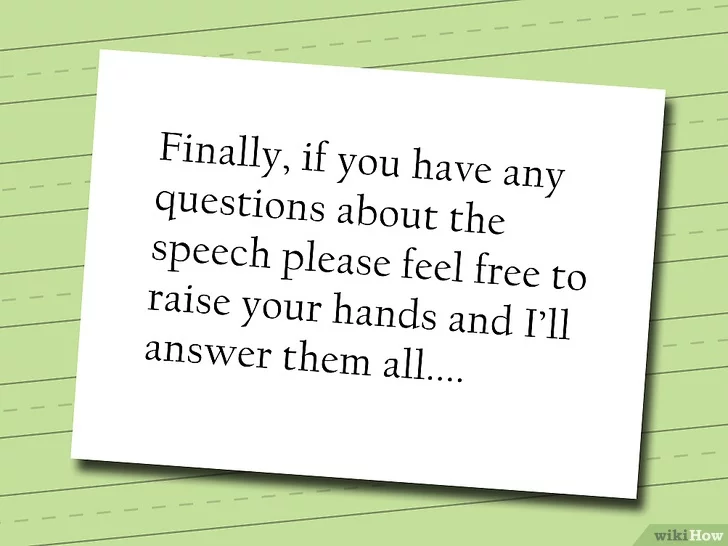 Finally, if you have any
questions about the
speech please feel free to
raise your hands and I’ll
answer them all....
wikiHow